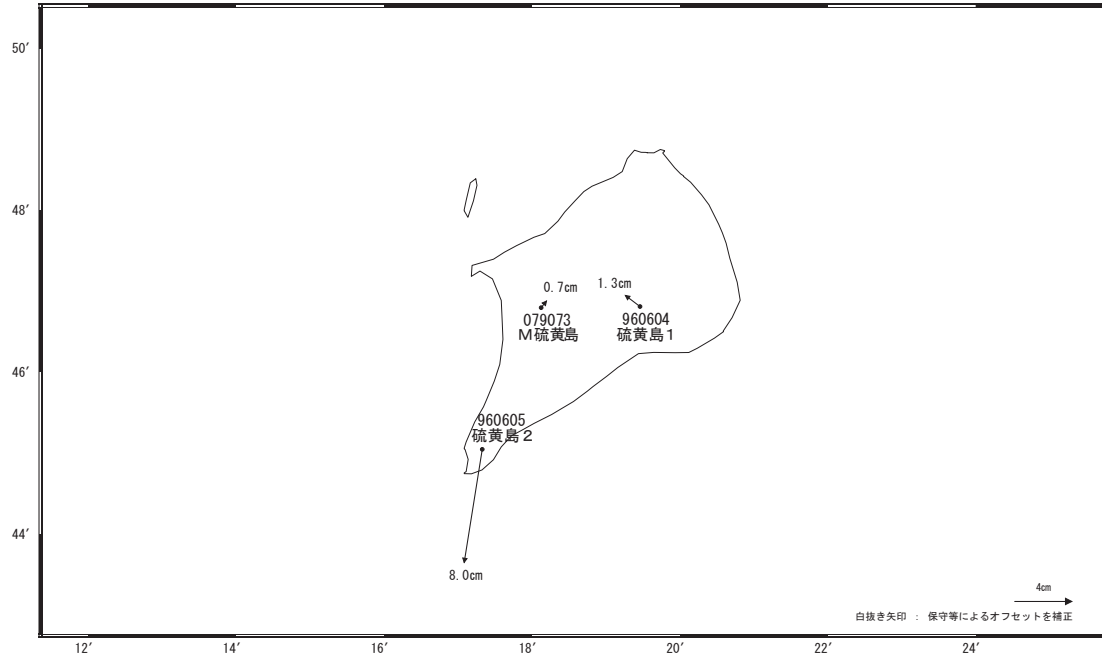 50′
48′
0.7cm
1.3cm
079073
M硫黄島
960604
硫黄島1
46′
960605
硫黄島2
44′
8.0cm
4cm
白抜き矢印 : 保守等によるオフセットを補正
12′
14′
16′
18′
20′
22′
24′